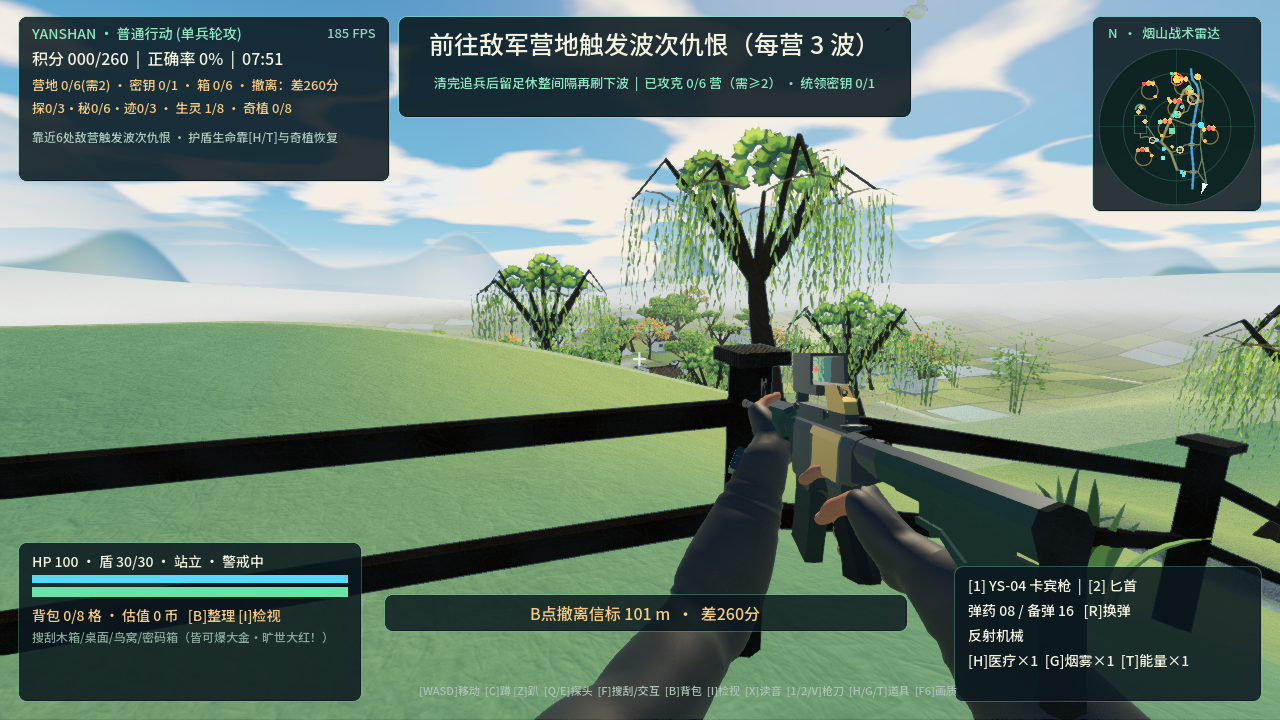 YANSHAN · 普通行动 (单兵轮攻) 185 FPS
积分 000/260 | 正确率 0% | 07:51
营地 0/6(需2) · 密钥 0/1 · 箱 0/6 · 撤离：差260分
探0/3·秘0/6·迹0/3 · 生灵 1/8 · 奇植 0/8
靠近6处敌营触发波次仇恨 · 护盾生命靠[H/T]与奇植恢复
前往敌军营地触发波次仇恨（每营 3 波）
清完追兵后留足休整间隔再刷下波 | 已攻克 0/6 营（需≥2） · 统领密钥 0/1
N · 烟山战术雷达
HP 100 · 盾 30/30 · 站立 · 警戒中
背包 0/8 格 · 估值 0 币 [B]整理 [I]检视
搜刮木箱/桌面/鸟窝/密码箱（皆可爆大金·旷世大红！）
B点撤离信标 101 m · 差260分
[1] YS-04 卡宾枪 | [2] 匕首
弹药 08 / 备弹 16 [R]换弹
反射机械
[H]医疗×1 [G]烟雾×1 [T]能量×1
[WASD]移动 [C]蹲 [Z]趴 [Q/E]探头 [F]搜刮/交互 [B]背包 [I]检视 [X]读音 [1/2/V]枪刀 [H/G/T]道具 [F6]画质